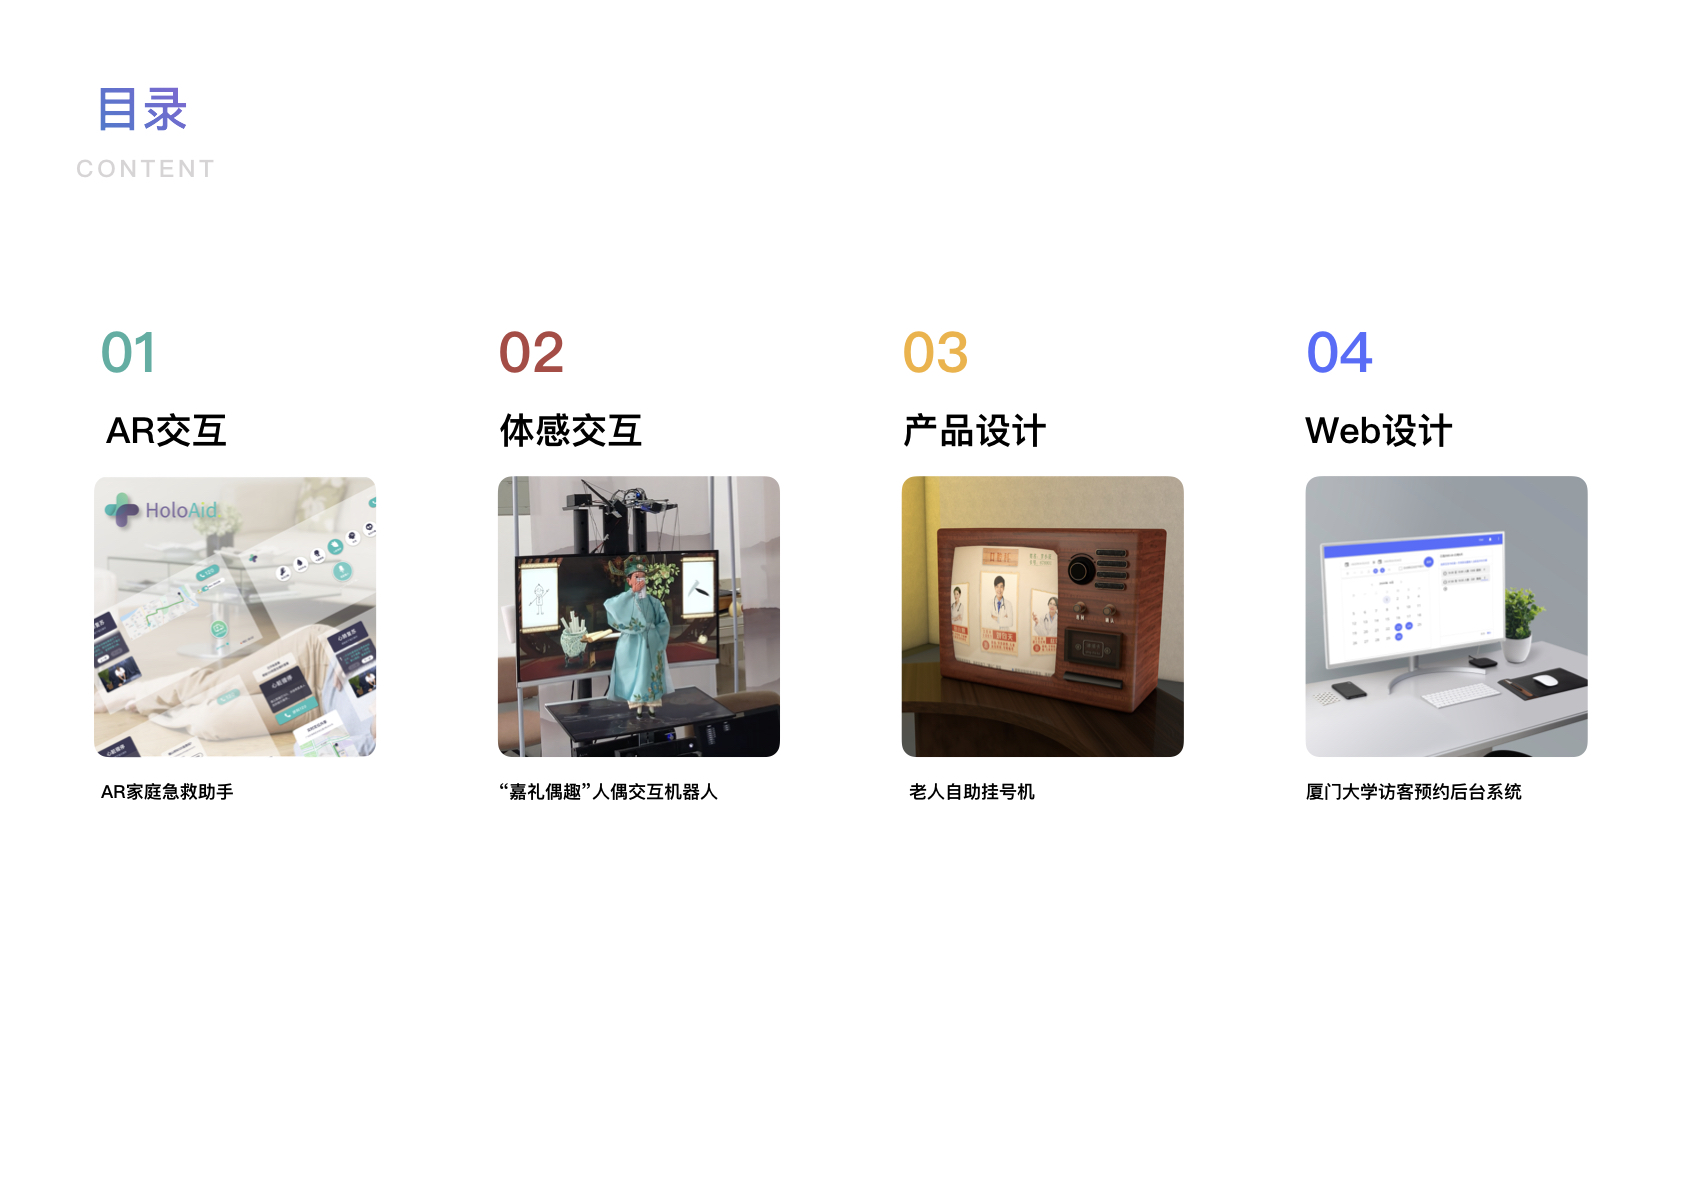 目录
CONTENT
01
AR交互
HoloAid
AR家庭急救助手
02
体感交互
“嘉礼偶趣”人偶交互机器人
03
产品设计
老人自助挂号机
04
Web设计
厦门大学访客预约后台系统